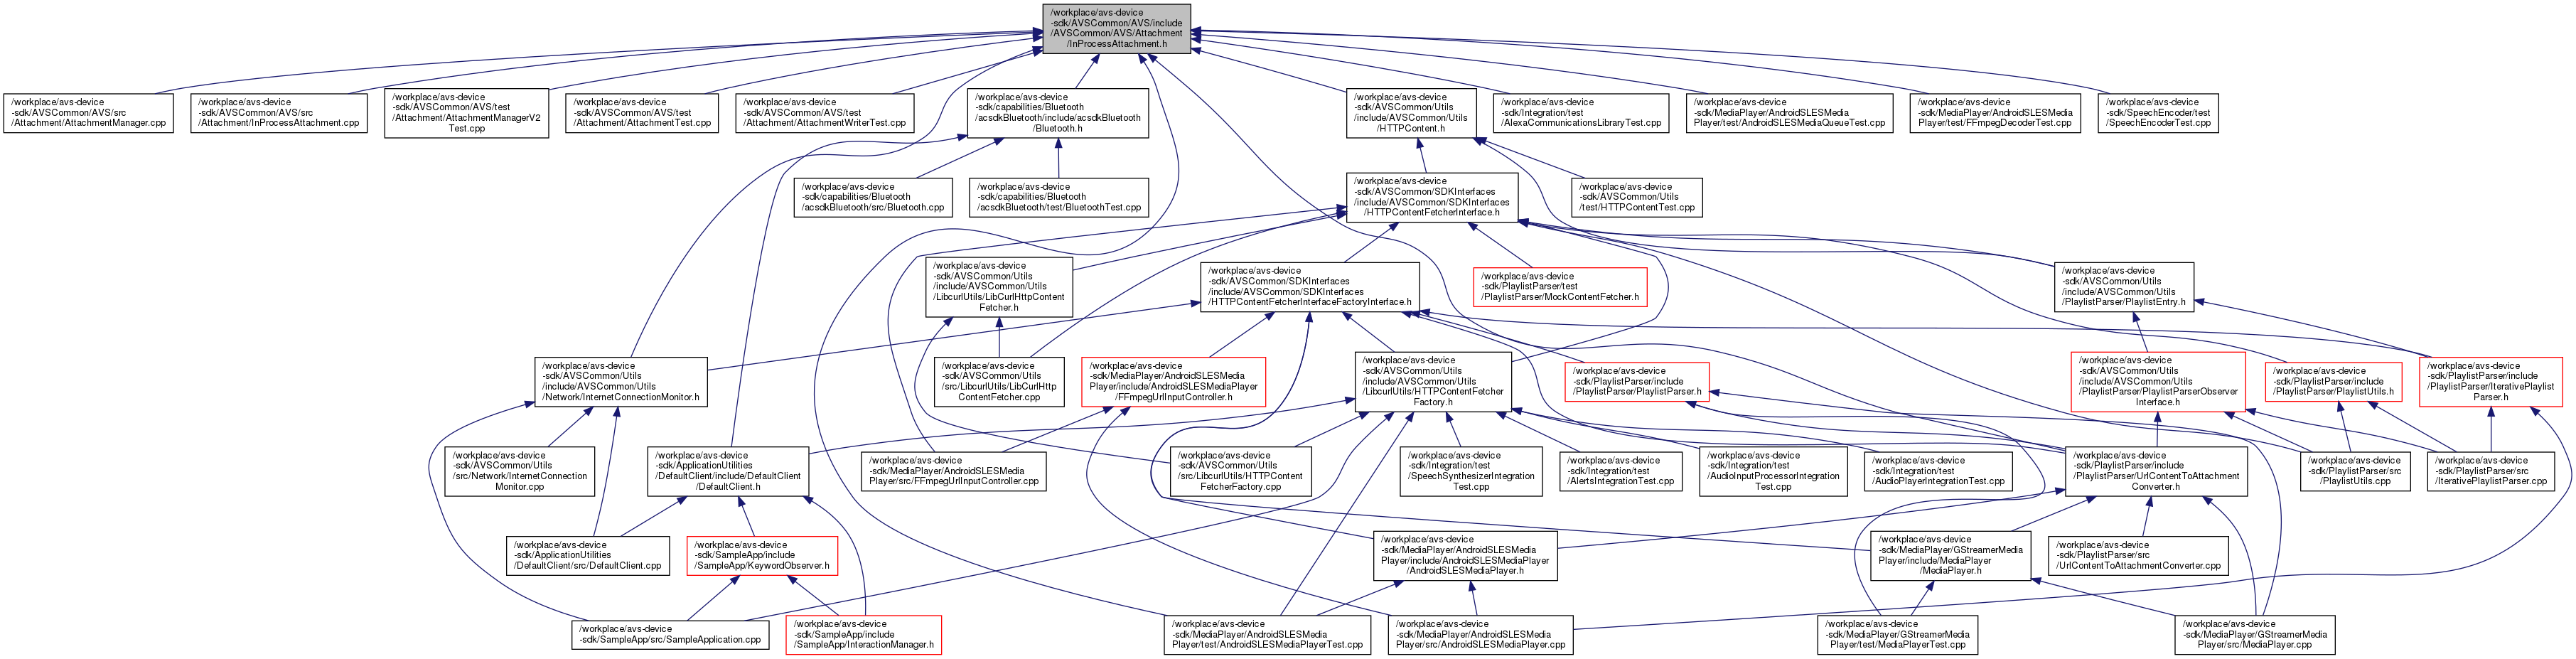 /workplace/avs-device
-sdk/AVSCommon/AVS/include
/AVSCommon/AVS/Attachment
/InProcessAttachment.h
/workplace/avs-device
-sdk/AVSCommon/AVS/src
/Attachment/AttachmentManager.cpp
/workplace/avs-device
-sdk/AVSCommon/AVS/src
/Attachment/InProcessAttachment.cpp
/workplace/avs-device
-sdk/AVSCommon/AVS/test
/Attachment/AttachmentManagerV2
Test.cpp
/workplace/avs-device
-sdk/AVSCommon/AVS/test
/Attachment/AttachmentTest.cpp
/workplace/avs-device
-sdk/AVSCommon/AVS/test
/Attachment/AttachmentWriterTest.cpp
/workplace/avs-device
-sdk/capabilities/Bluetooth
/acsdkBluetooth/include/acsdkBluetooth
/Bluetooth.h
/workplace/avs-device
-sdk/AVSCommon/Utils
/include/AVSCommon/Utils
/HTTPContent.h
/workplace/avs-device
-sdk/Integration/test
/AlexaCommunicationsLibraryTest.cpp
/workplace/avs-device
-sdk/MediaPlayer/AndroidSLESMedia
Player/test/AndroidSLESMediaQueueTest.cpp
/workplace/avs-device
-sdk/MediaPlayer/AndroidSLESMedia
Player/test/FFmpegDecoderTest.cpp
/workplace/avs-device
-sdk/SpeechEncoder/test
/SpeechEncoderTest.cpp
/workplace/avs-device
-sdk/capabilities/Bluetooth
/acsdkBluetooth/src/Bluetooth.cpp
/workplace/avs-device
-sdk/capabilities/Bluetooth
/acsdkBluetooth/test/BluetoothTest.cpp
/workplace/avs-device
-sdk/AVSCommon/SDKInterfaces
/include/AVSCommon/SDKInterfaces
/HTTPContentFetcherInterface.h
/workplace/avs-device
-sdk/AVSCommon/Utils
/test/HTTPContentTest.cpp
/workplace/avs-device
-sdk/AVSCommon/Utils
/include/AVSCommon/Utils
/LibcurlUtils/LibCurlHttpContent
Fetcher.h
/workplace/avs-device
-sdk/AVSCommon/SDKInterfaces
/include/AVSCommon/SDKInterfaces
/HTTPContentFetcherInterfaceFactoryInterface.h
/workplace/avs-device
-sdk/PlaylistParser/test
/PlaylistParser/MockContentFetcher.h
/workplace/avs-device
-sdk/AVSCommon/Utils
/include/AVSCommon/Utils
/PlaylistParser/PlaylistEntry.h
/workplace/avs-device
-sdk/AVSCommon/Utils
/include/AVSCommon/Utils
/Network/InternetConnectionMonitor.h
/workplace/avs-device
-sdk/AVSCommon/Utils
/src/LibcurlUtils/LibCurlHttp
ContentFetcher.cpp
/workplace/avs-device
-sdk/MediaPlayer/AndroidSLESMedia
Player/include/AndroidSLESMediaPlayer
/FFmpegUrlInputController.h
/workplace/avs-device
-sdk/AVSCommon/Utils
/include/AVSCommon/Utils
/LibcurlUtils/HTTPContentFetcher
Factory.h
/workplace/avs-device
-sdk/PlaylistParser/include
/PlaylistParser/PlaylistParser.h
/workplace/avs-device
-sdk/AVSCommon/Utils
/include/AVSCommon/Utils
/PlaylistParser/PlaylistParserObserver
Interface.h
/workplace/avs-device
-sdk/PlaylistParser/include
/PlaylistParser/PlaylistUtils.h
/workplace/avs-device
-sdk/PlaylistParser/include
/PlaylistParser/IterativePlaylist
Parser.h
/workplace/avs-device
-sdk/AVSCommon/Utils
/src/Network/InternetConnection
Monitor.cpp
/workplace/avs-device
-sdk/ApplicationUtilities
/DefaultClient/include/DefaultClient
/DefaultClient.h
/workplace/avs-device
-sdk/MediaPlayer/AndroidSLESMedia
Player/src/FFmpegUrlInputController.cpp
/workplace/avs-device
-sdk/AVSCommon/Utils
/src/LibcurlUtils/HTTPContent
FetcherFactory.cpp
/workplace/avs-device
-sdk/Integration/test
/SpeechSynthesizerIntegration
Test.cpp
/workplace/avs-device
-sdk/Integration/test
/AlertsIntegrationTest.cpp
/workplace/avs-device
-sdk/Integration/test
/AudioInputProcessorIntegration
Test.cpp
/workplace/avs-device
-sdk/Integration/test
/AudioPlayerIntegrationTest.cpp
/workplace/avs-device
-sdk/PlaylistParser/include
/PlaylistParser/UrlContentToAttachment
Converter.h
/workplace/avs-device
-sdk/PlaylistParser/src
/PlaylistUtils.cpp
/workplace/avs-device
-sdk/PlaylistParser/src
/IterativePlaylistParser.cpp
/workplace/avs-device
-sdk/ApplicationUtilities
/DefaultClient/src/DefaultClient.cpp
/workplace/avs-device
-sdk/SampleApp/include
/SampleApp/KeywordObserver.h
/workplace/avs-device
-sdk/MediaPlayer/AndroidSLESMedia
Player/include/AndroidSLESMediaPlayer
/AndroidSLESMediaPlayer.h
/workplace/avs-device
-sdk/MediaPlayer/GStreamerMedia
Player/include/MediaPlayer
/MediaPlayer.h
/workplace/avs-device
-sdk/PlaylistParser/src
/UrlContentToAttachmentConverter.cpp
/workplace/avs-device
-sdk/SampleApp/src/SampleApplication.cpp
/workplace/avs-device
-sdk/SampleApp/include
/SampleApp/InteractionManager.h
/workplace/avs-device
-sdk/MediaPlayer/AndroidSLESMedia
Player/test/AndroidSLESMediaPlayerTest.cpp
/workplace/avs-device
-sdk/MediaPlayer/AndroidSLESMedia
Player/src/AndroidSLESMediaPlayer.cpp
/workplace/avs-device
-sdk/MediaPlayer/GStreamerMedia
Player/test/MediaPlayerTest.cpp
/workplace/avs-device
-sdk/MediaPlayer/GStreamerMedia
Player/src/MediaPlayer.cpp